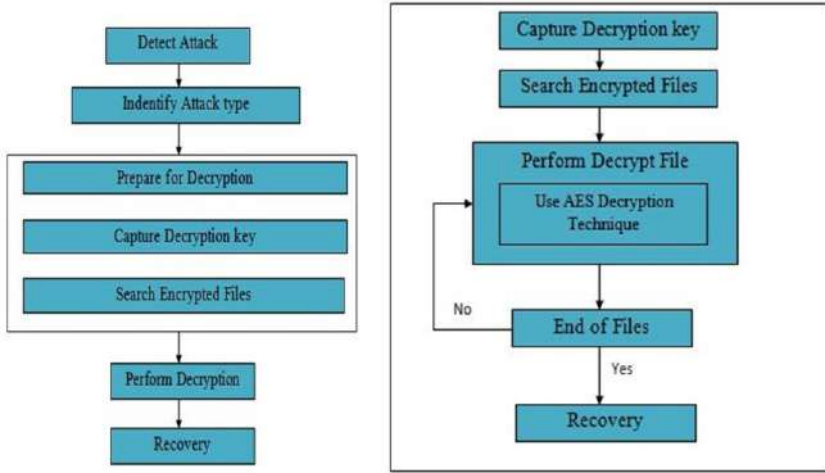 Detect Attack
Indentify Attack type
Prepare for Decryption
Capture Decryption key
Search Encrypted Files
Perform Decryption
Recovery
Capture Decryption key
Search Encrypted Files
Perform Decrypt File
Use AES Decryption
Technique
No
End of Files
Yes
Recovery